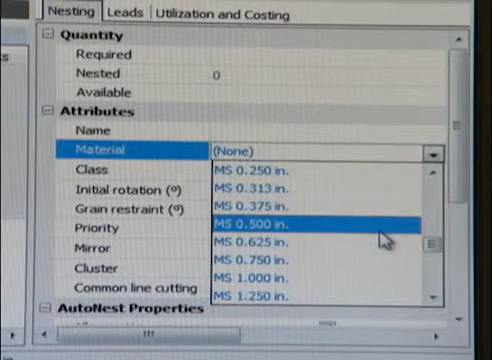 Nesting Leads Utilization and Costing
Quantity
Required
Nested 0
Available
Attributes
Name
Material (None)
Class MS 0.250 in.
Initial rotation (º) MS 0.313 in.
Grain restraint (º) MS 0.375 in.
Priority MS 0.500 in.
Mirror MS 0.625 in.
Cluster MS 0.750 in.
Common line cutting MS 1.000 in.
MS 1.250 in.
AutoNest Properties